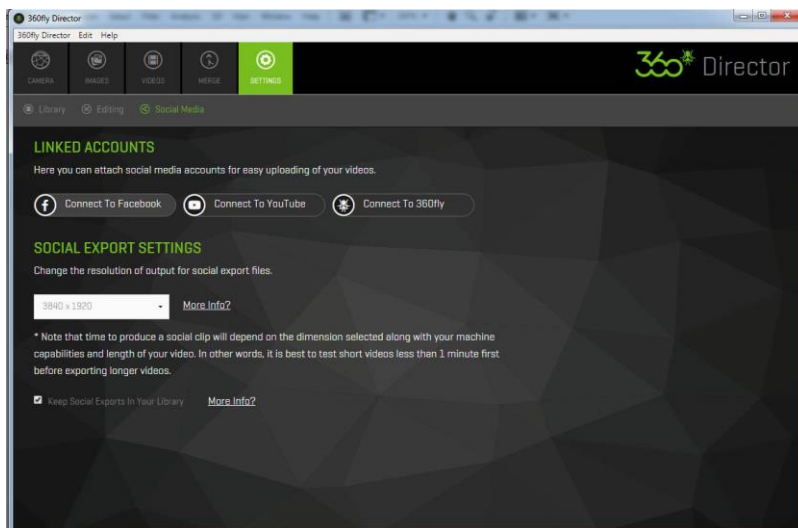 360fly Director
360fly Director Edit Help
CAMERA IMAGES VIDEOS MERGE SETTINGS
360 Director
Library Editing Social Media
LINKED ACCOUNTS
Here you can attach social media accounts for easy uploading of your videos.
Connect To Facebook Connect To YouTube Connect To 360fly
SOCIAL EXPORT SETTINGS
Change the resolution of output for social export files.
3840 x 1920 More Info?
* Note that time to produce a social clip will depend on the dimension selected along with your machine
capabilities and length of your video. In other words, it is best to test short videos less than 1 minute first
before exporting longer videos.
Keep Social Exports In Your Library More Info?